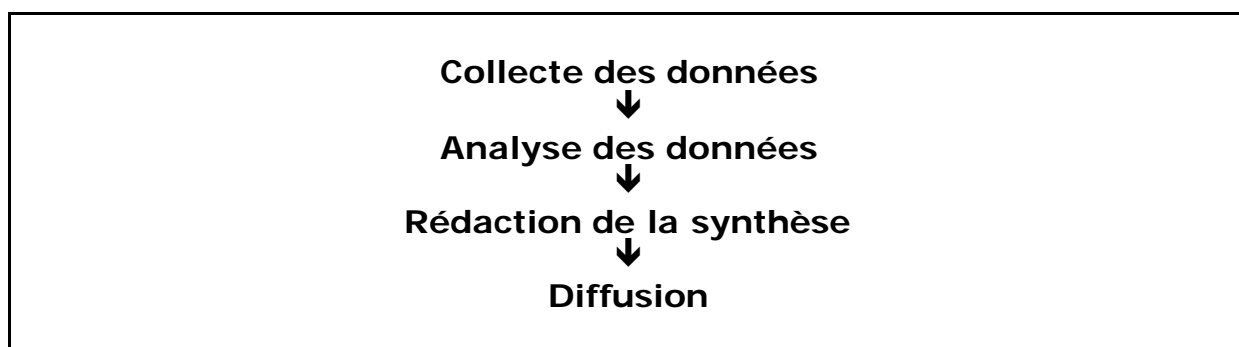 Collecte des données
↓
Analyse des données
↓
Rédaction de la synthèse
↓
Diffusion